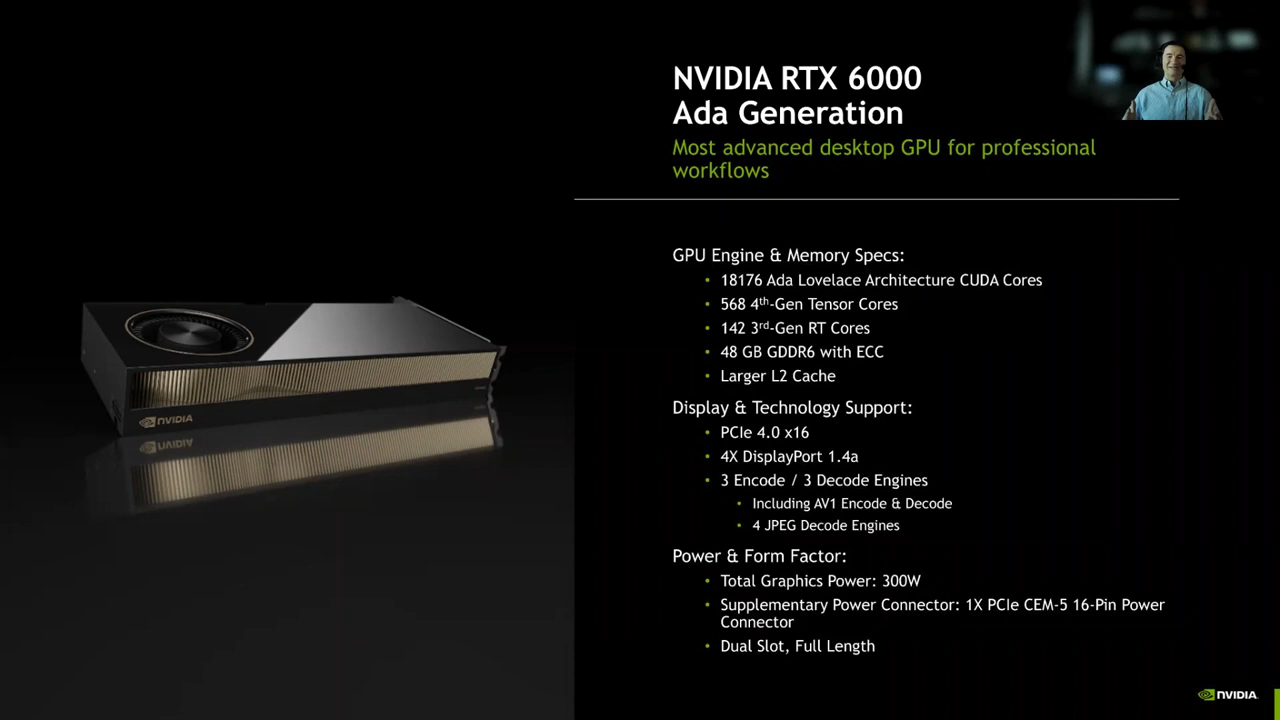 NVIDIA RTX 6000
Ada Generation
Most advanced desktop GPU for professional
workflows
GPU Engine & Memory Specs:
• 18176 Ada Lovelace Architecture CUDA Cores
• 568 4th-Gen Tensor Cores
• 142 3rd-Gen RT Cores
• 48 GB GDDR6 with ECC
• Larger L2 Cache
Display & Technology Support:
• PCIe 4.0 x16
• 4X DisplayPort 1.4a
• 3 Encode / 3 Decode Engines
• Including AV1 Encode & Decode
• 4 JPEG Decode Engines
Power & Form Factor:
• Total Graphics Power: 300W
• Supplementary Power Connector: 1X PCIe CEM-5 16-Pin Power
Connector
• Dual Slot, Full Length
NVIDIA
NVIDIA.